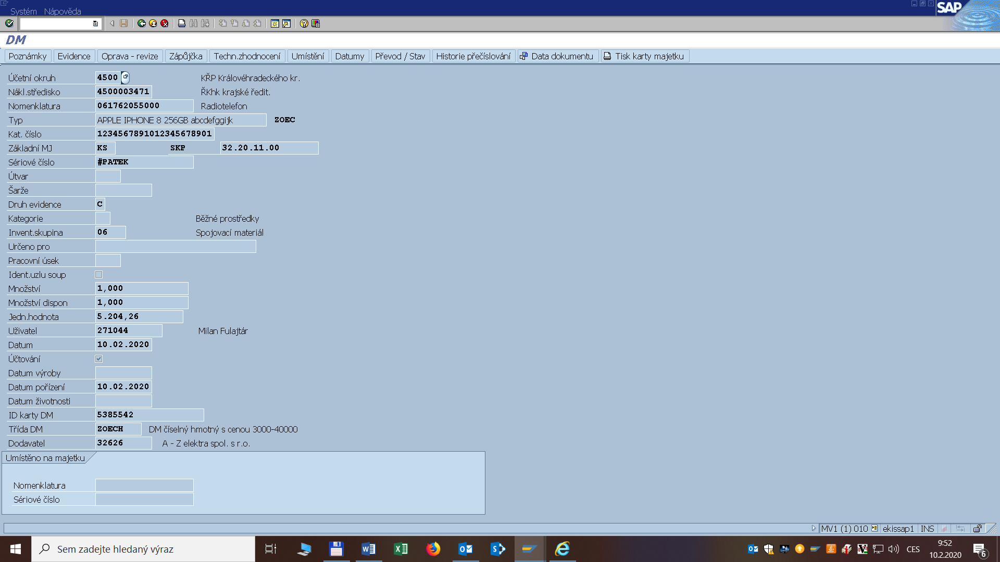 Systém Nápověda
SAP
DM
Poznámky Evidence Oprava - revize Zápůjčka Techn.zhodnocení Umístění Datumy Převod / Stav Historie přečíslování Data dokumentu Tisk karty majetku
Účetní okruh 4500 KŘP Královéhradeckého kr.
Nákl.středisko 4500003471 ŘKhk krajské ředit.
Nomenklatura 061762055000 Radiotelefon
Typ APPLE IPHONE 8 256GB abcdefggijk ZOEC
Kat. číslo 1234567891012345678901
Základní MJ KS SKP 32.20.11.00
Sériové číslo #PATEK
Útvar
Šarže
Druh evidence C
Kategorie Běžné prostředky
Invent.skupina 06 Spojovací materiál
Určeno pro
Pracovní úsek
Ident.uzlu soup
Množství 1,000
Množství dispon 1,000
Jedn.hodnota 5.204,26
Uživatel 271044 Milan Fulajtár
Datum 10.02.2020
Účtování
Datum výroby
Datum pořízení 10.02.2020
Datum životnosti
ID karty DM 5385542
Třída DM ZOECH DM číselný hmotný s cenou 3000-40000
Dodavatel 32626 A - Z elektra spol. s r.o.
Umístěno na majetku
Nomenklatura
Sériové číslo
MV1 (1) 010 ekissap1 INS
Sem zadejte hledaný výraz
CES
9:52
10.2.2020
6